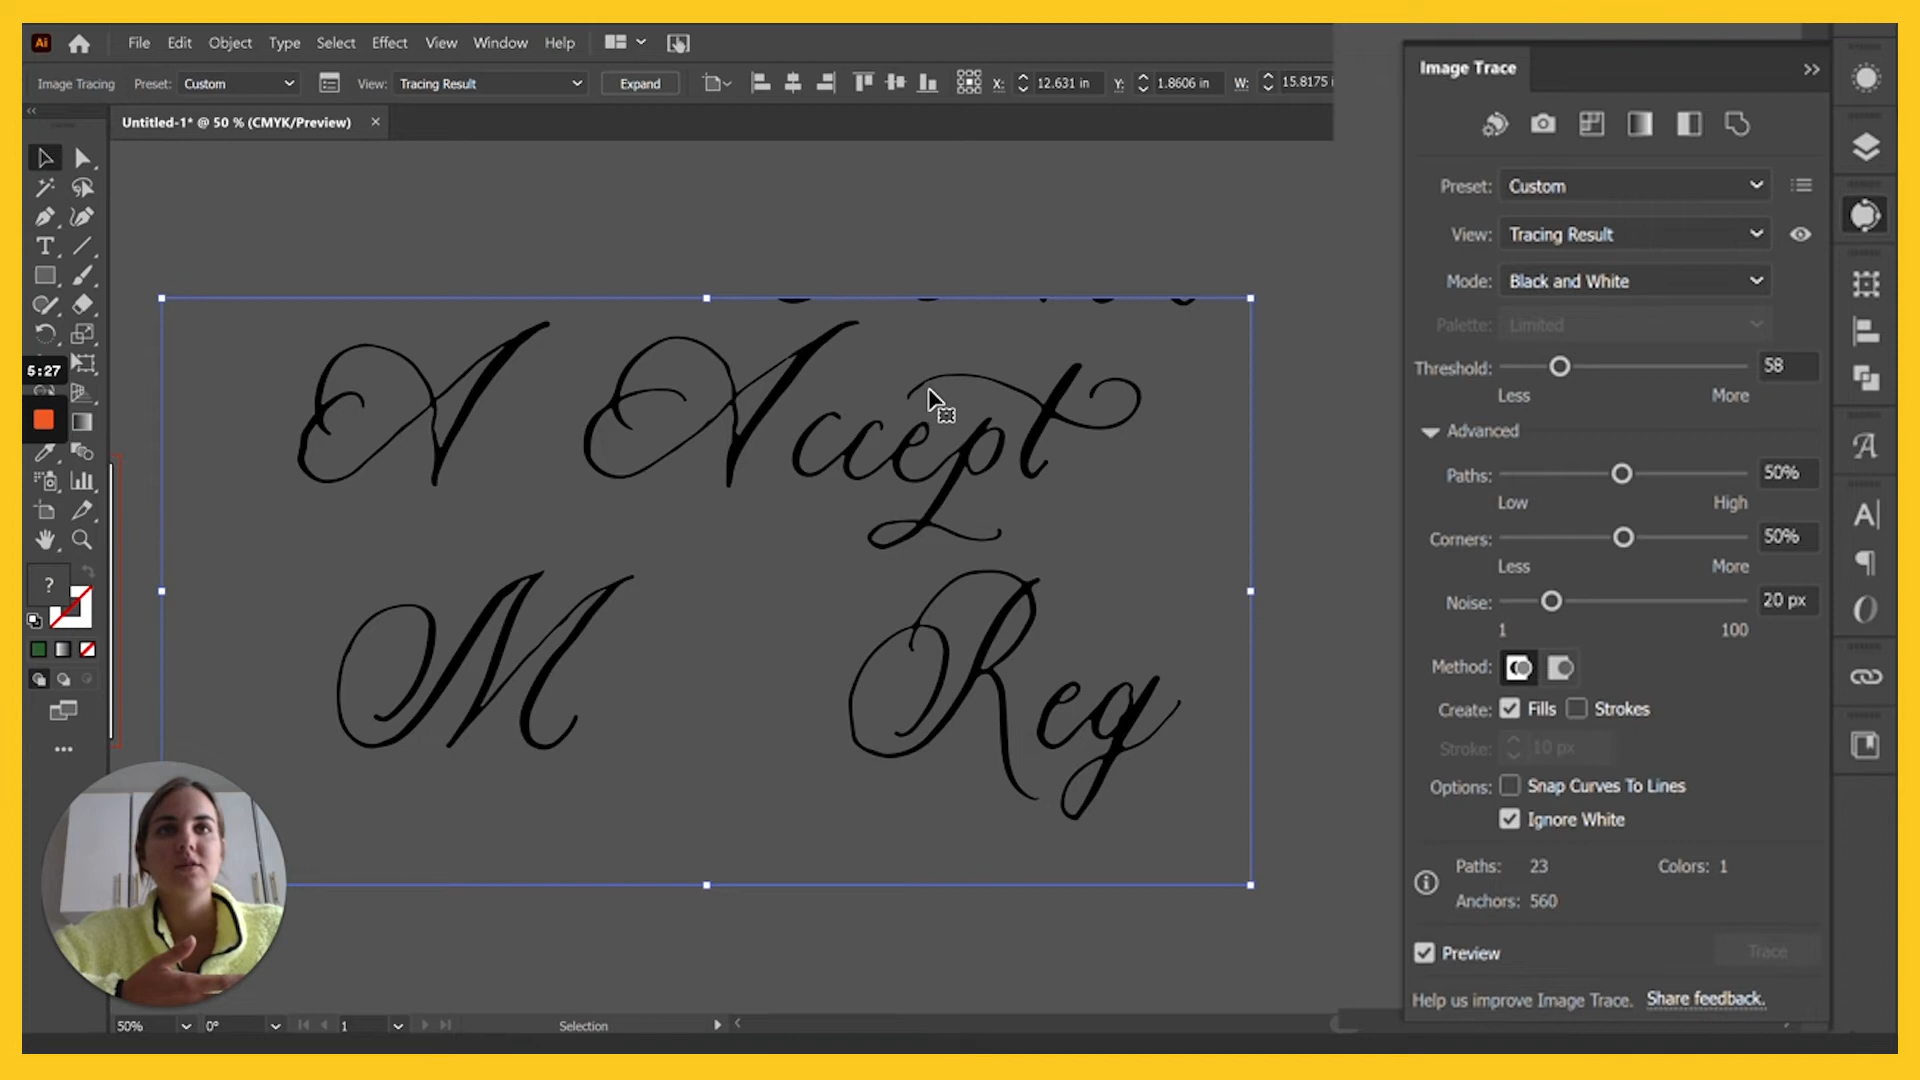 Ai File Edit Object Type Select Effect View Window Help
Image Tracing Preset: Custom View: Tracing Result Expand X: 12.631 in Y: 1.8606 in W: 15.8175 i
Untitled-1* @ 50 % (CMYK/Preview) ×
5:27
?
A Accept
M Reg
50% 0° 1 Selection
Image Trace
Preset: Custom
View: Tracing Result
Mode: Black and White
Palette: Limited
Threshold: 58
Less More
Advanced
Paths: 50%
Low High
Corners: 50%
Less More
Noise: 20 px
1 100
Method:
Create: Fills Strokes
Stroke: 10 px
Options: Snap Curves To Lines
Ignore White
Paths: 23 Colors: 1
Anchors: 560
Preview Trace
Help us improve Image Trace. Share feedback.